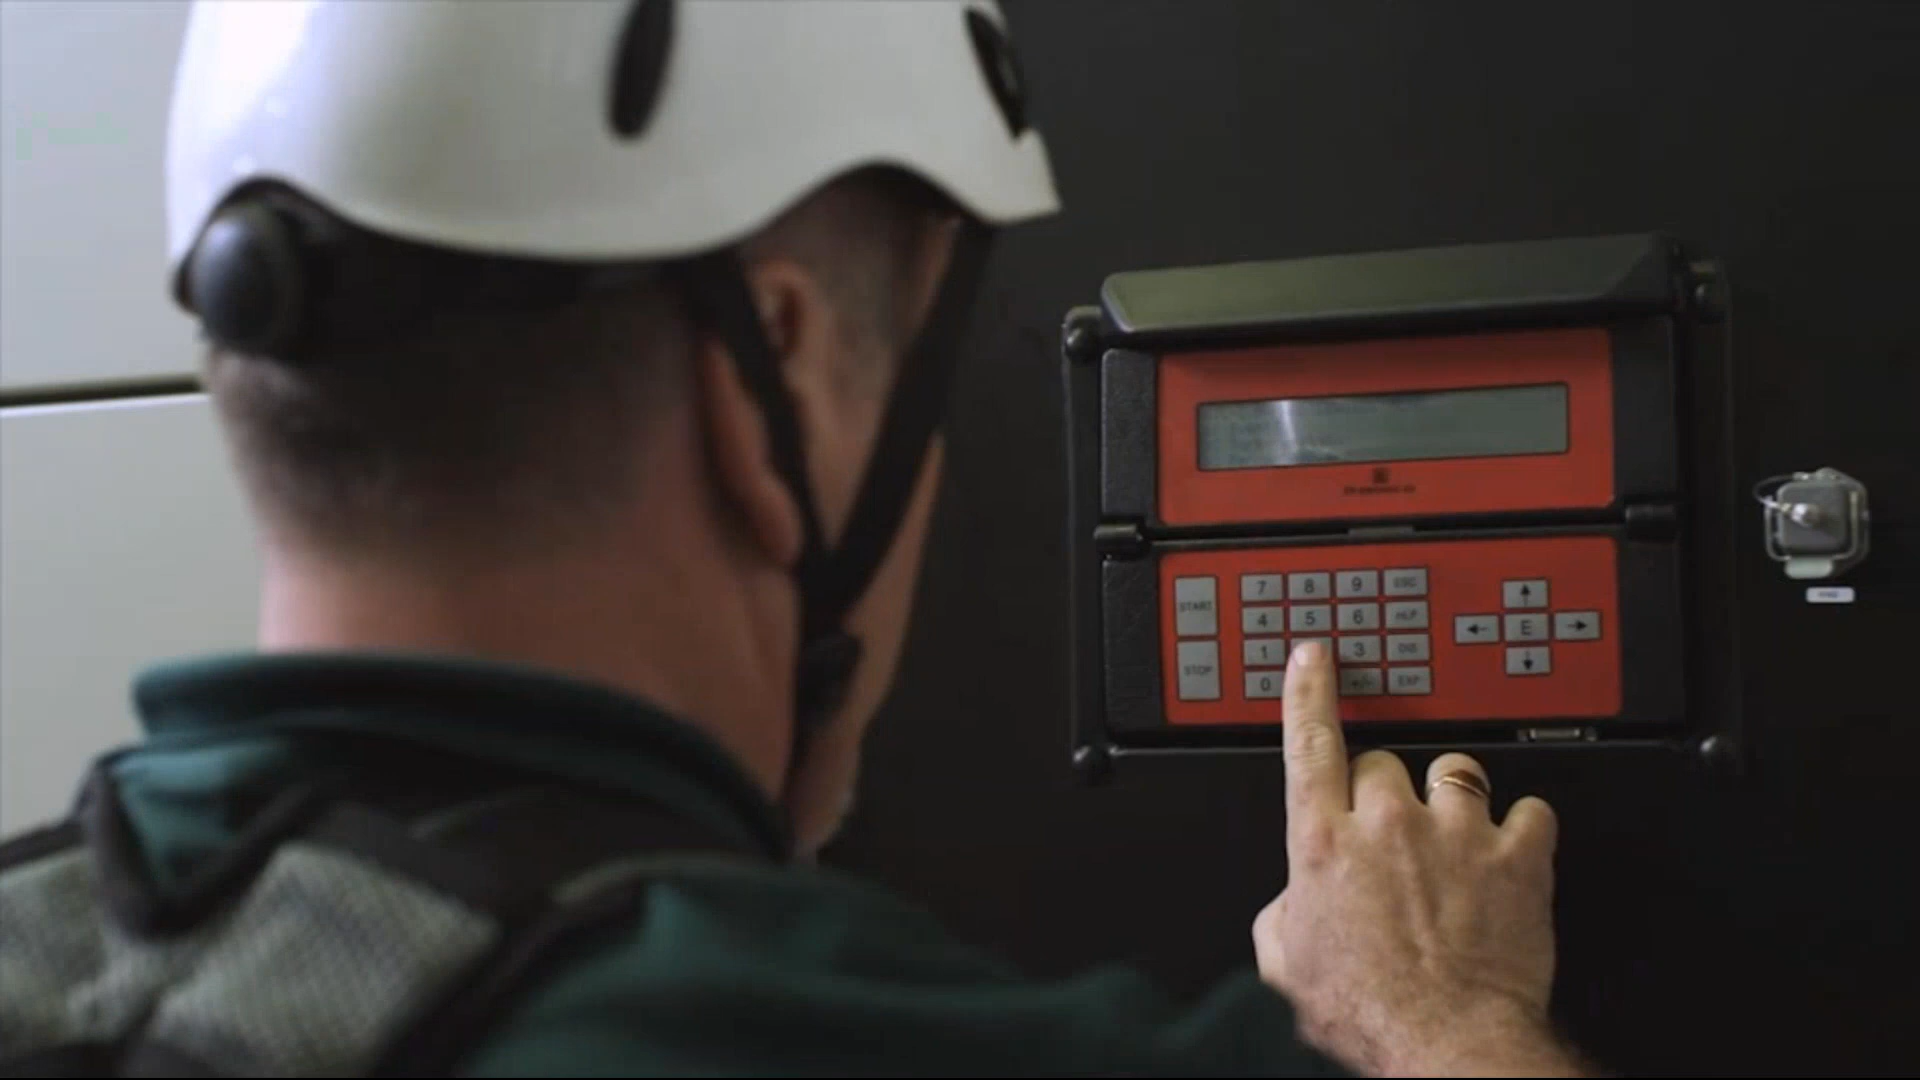 START
7 8 9 ESC
4 5 6 HLP
1 3 DIS
STOP
0 +/- EXP
E